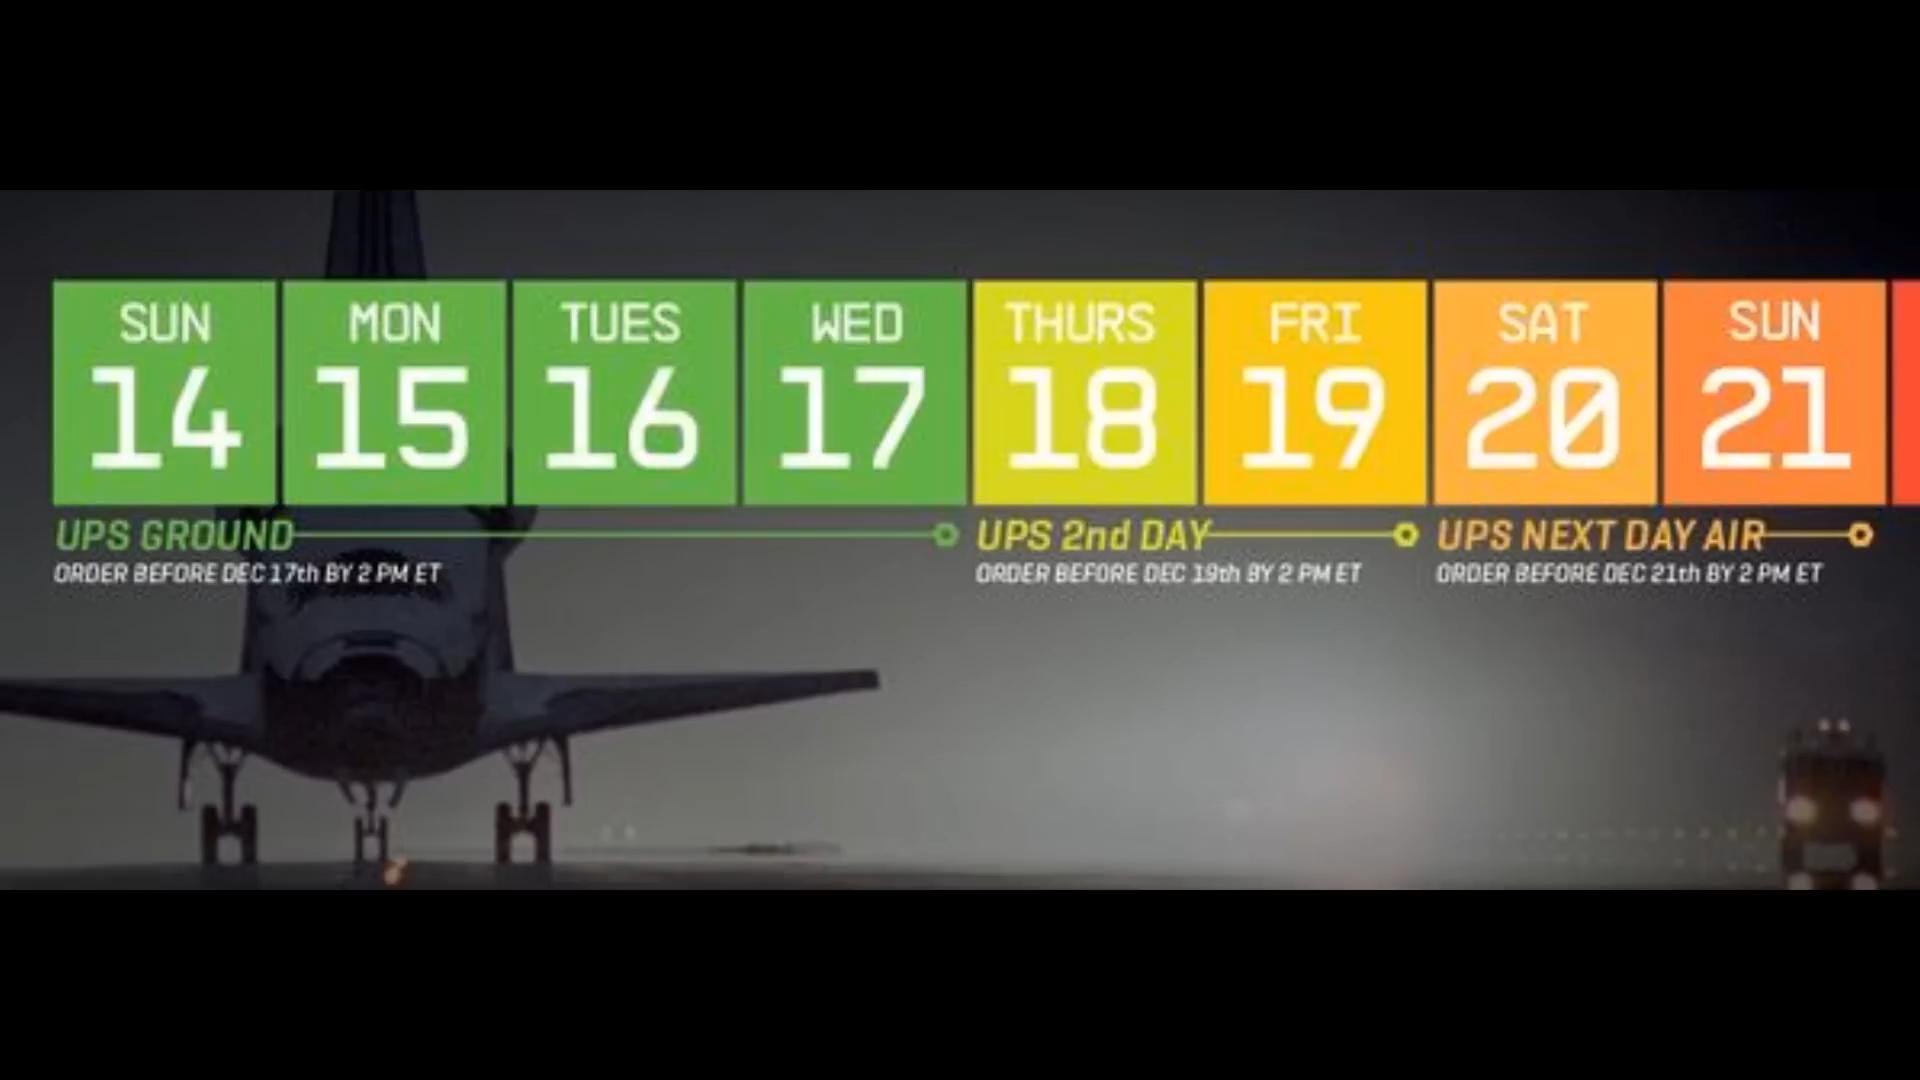 SUN MON TUES WED THURS FRI SAT SUN
14 15 16 17 18 19 20 21
UPS GROUND UPS 2nd DAY UPS NEXT DAY AIR
ORDER BEFORE DEC 17th BY 2 PM ET ORDER BEFORE DEC 19th BY 2 PM ET ORDER BEFORE DEC 21th BY 2 PM ET